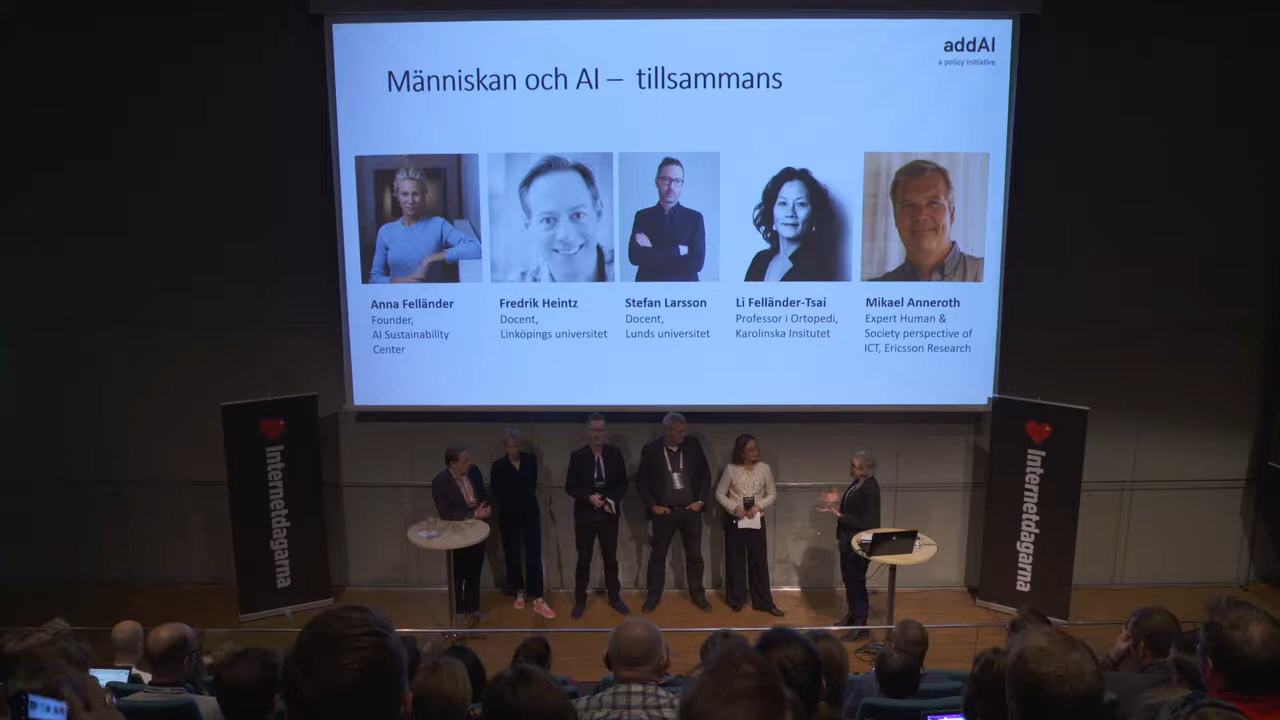 addAI
a policy initiative
Människan och AI – tillsammans
Anna Felländer
Founder,
AI Sustainability
Center
Fredrik Heintz
Docent,
Linköpings universitet
Stefan Larsson
Docent,
Lunds universitet
Li Felländer-Tsai
Professor i Ortopedi,
Karolinska Insitutet
Mikael Anneroth
Expert Human &
Society perspective of
ICT, Ericsson Research
Internetdagarna
Internetdagarna